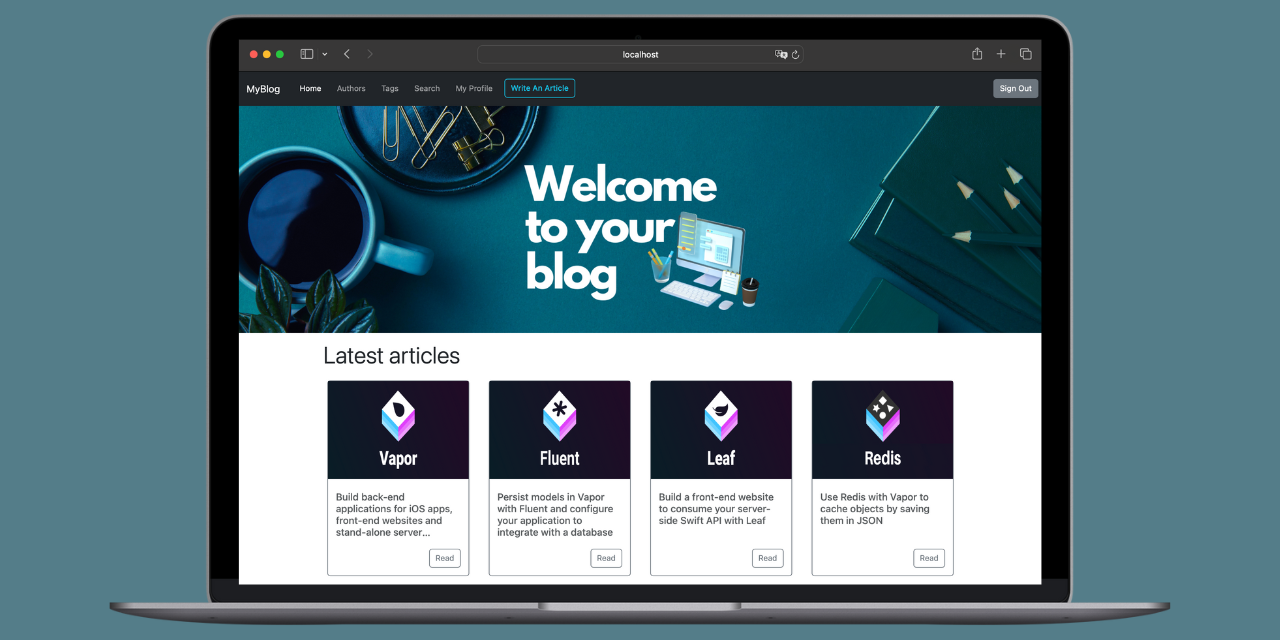 localhost
MyBlog Home Authors Tags Search My Profile Write An Article Sign Out
Welcome
to your
blog
Latest articles
Vapor
Build back-end
applications for iOS apps,
front-end websites and
stand-alone server...
Read
Fluent
Persist models in Vapor
with Fluent and configure
your application to
integrate with a database
Read
Leaf
Build a front-end website
to consume your server-
side Swift API with Leaf
Read
Redis
Use Redis with Vapor to
cache objects by saving
them in JSON
Read